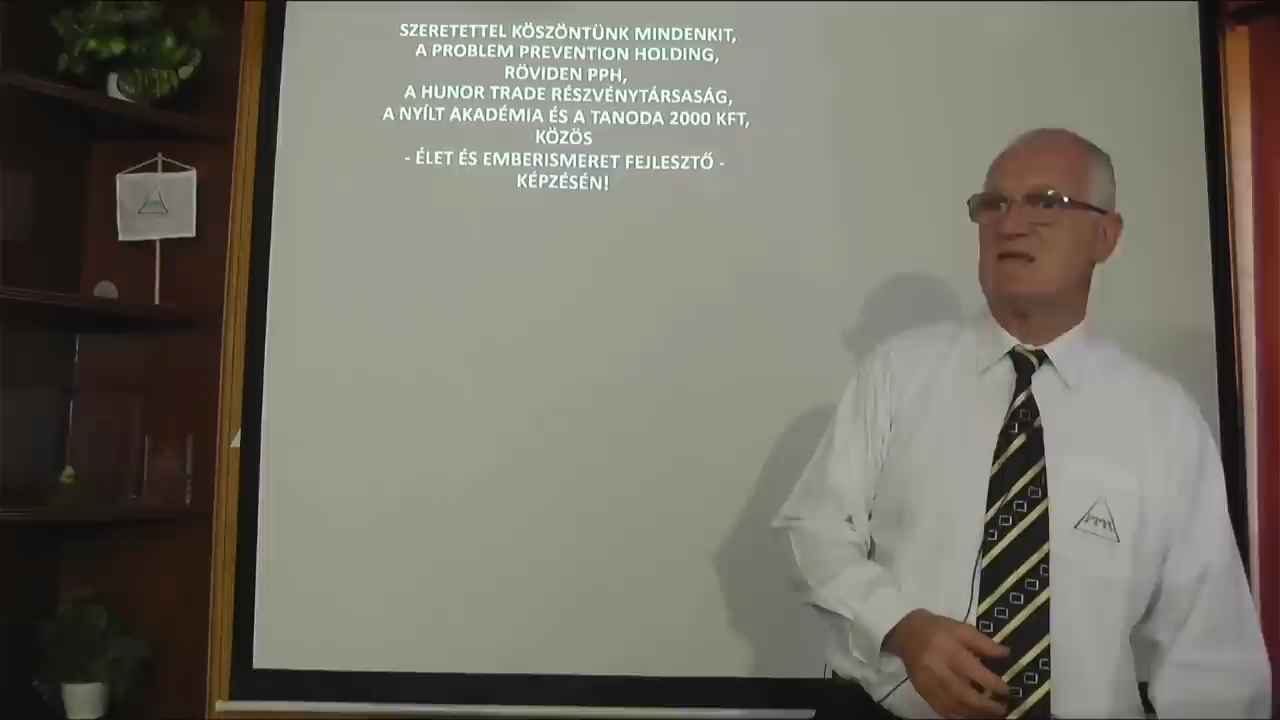 SZERETETTEL KÖSZÖNTÜNK MINDENKIT,
A PROBLEM PREVENTION HOLDING,
RÖVIDEN PPH,
A HUNOR TRADE RÉSZVÉNYTÁRSASÁG,
A NYÍLT AKADÉMIA ÉS A TANODA 2000 KFT,
KÖZÖS
- ÉLET ÉS EMBERISMERET FEJLESZTŐ -
KÉPZÉSÉN!